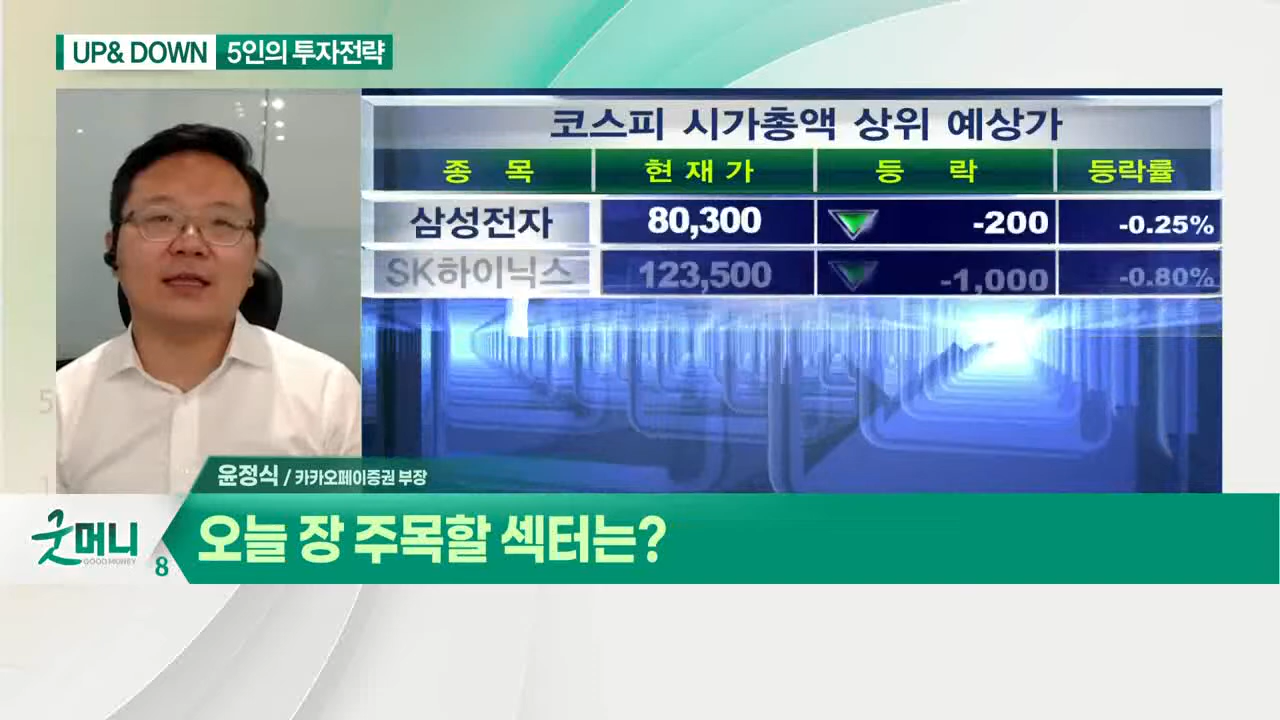 UP& DOWN 5인의 투자전략
코스피 시가총액 상위 예상가
종 목 현 재 가 등 락 등락률
삼성전자 80,300 -200 -0.25%
SK하이닉스 123,500 -1,000 -0.80%
윤정식 / 카카오페이증권 부장
오늘 장 주목할 섹터는?
굿머니
GOOD MONEY
8